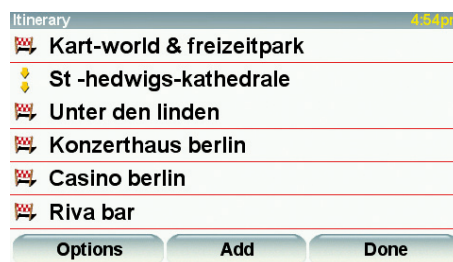 Itinerary 4:54pm
Kart-world & freizeitpark
St -hedwigs-kathedrale
Unter den linden
Konzerthaus berlin
Casino berlin
Riva bar
Options Add Done